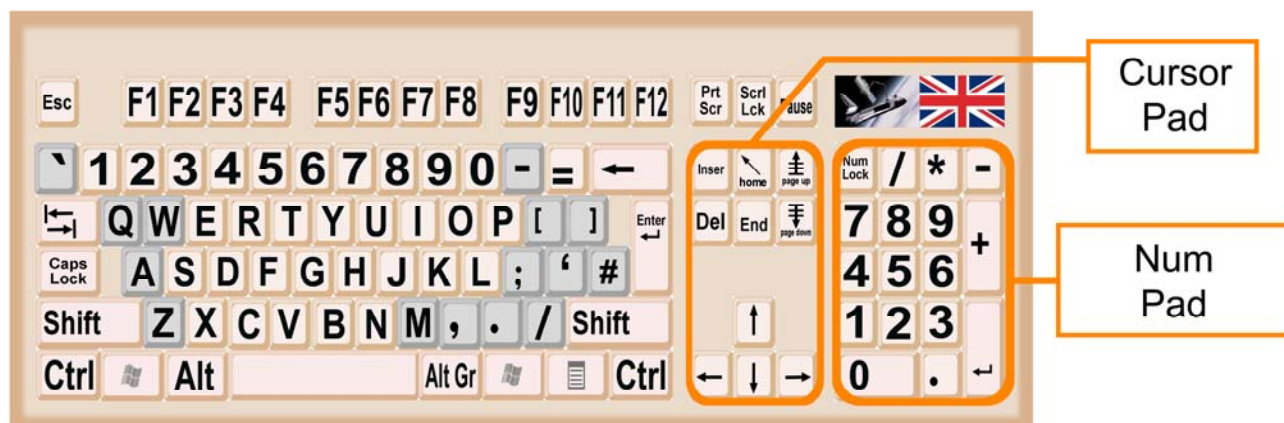 Cursor
Pad
Esc F1 F2 F3 F4 F5 F6 F7 F8 F9 F10 F11 F12 Prt Scr Scrl Lck Pause
` 1 2 3 4 5 6 7 8 9 0 - = ← Inser home page up Num Lock / * -
Q W E R T Y U I O P [ ] Enter Del End page down 7 8 9 +
Caps Lock A S D F G H J K L ; ‘ # 4 5 6
Num
Pad
Shift Z X C V B N M , . / Shift ↑ 1 2 3
Ctrl Alt Alt Gr Ctrl ← ↓ → 0 . ↵